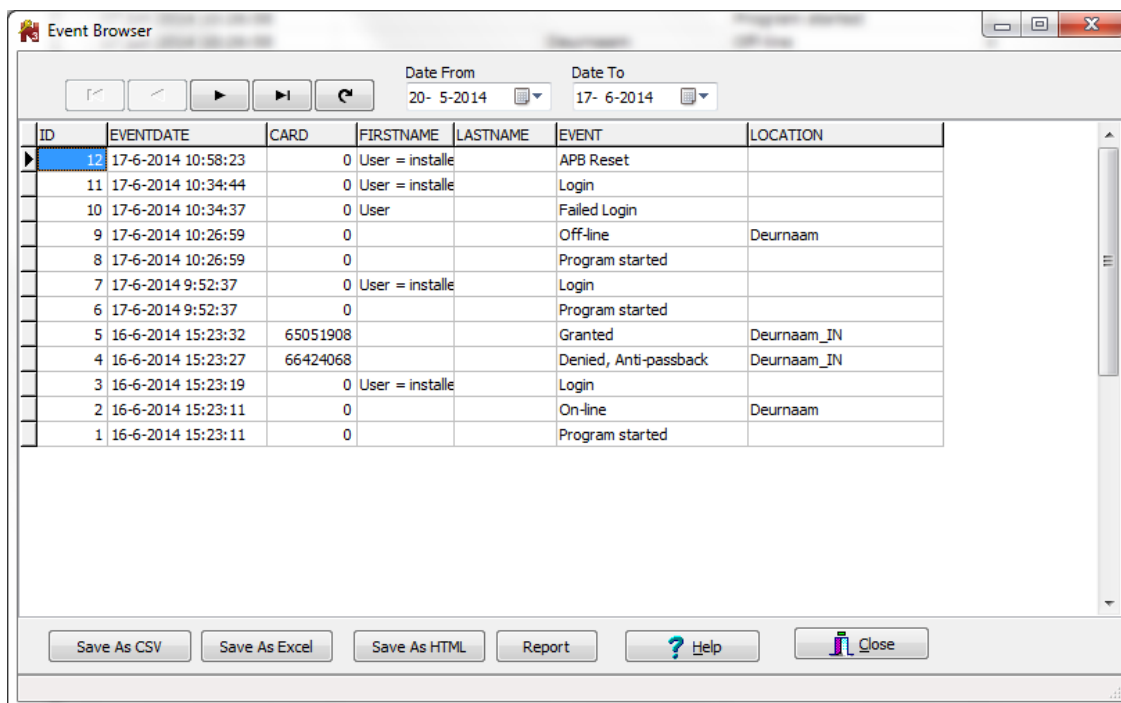 Event Browser
Date From Date To
20- 5-2014 17- 6-2014
ID EVENTDATE CARD FIRSTNAME LASTNAME EVENT LOCATION
12 17-6-2014 10:58:23 0 User = installe APB Reset
11 17-6-2014 10:34:44 0 User = installe Login
10 17-6-2014 10:34:37 0 User Failed Login
9 17-6-2014 10:26:59 0 Off-line Deurnaam
8 17-6-2014 10:26:59 0 Program started
7 17-6-2014 9:52:37 0 User = installe Login
6 17-6-2014 9:52:37 0 Program started
5 16-6-2014 15:23:32 65051908 Granted Deurnaam_IN
4 16-6-2014 15:23:27 66424068 Denied, Anti-passback Deurnaam_IN
3 16-6-2014 15:23:19 0 User = installe Login
2 16-6-2014 15:23:11 0 On-line Deurnaam
1 16-6-2014 15:23:11 0 Program started
Save As CSV Save As Excel Save As HTML Report ? Help Close